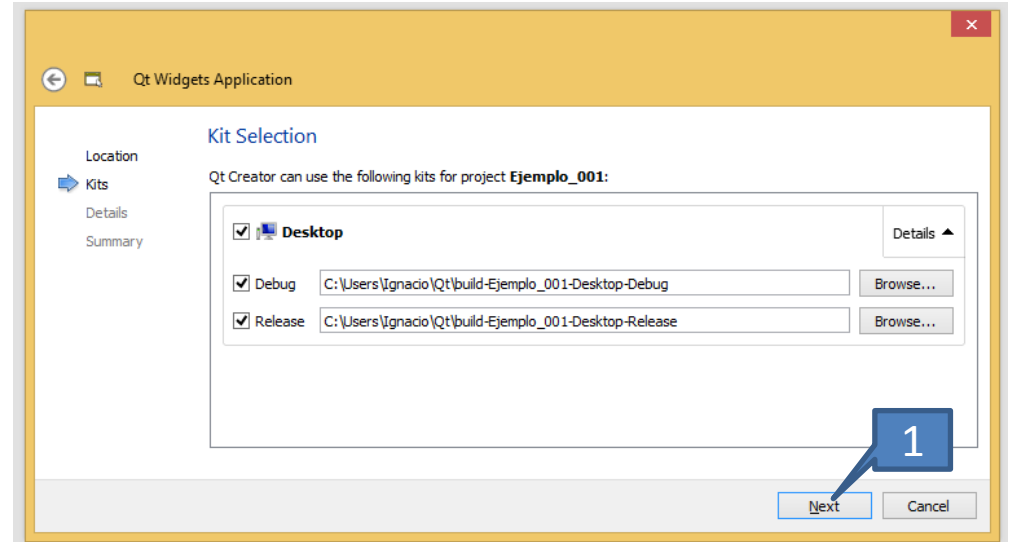 Qt Widgets Application
Location
Kits
Details
Summary
Kit Selection
Qt Creator can use the following kits for project Ejemplo_001:
Desktop
Details
Debug C:\Users\Ignacio\Qt\build-Ejemplo_001-Desktop-Debug Browse...
Release C:\Users\Ignacio\Qt\build-Ejemplo_001-Desktop-Release Browse...
1
Next Cancel